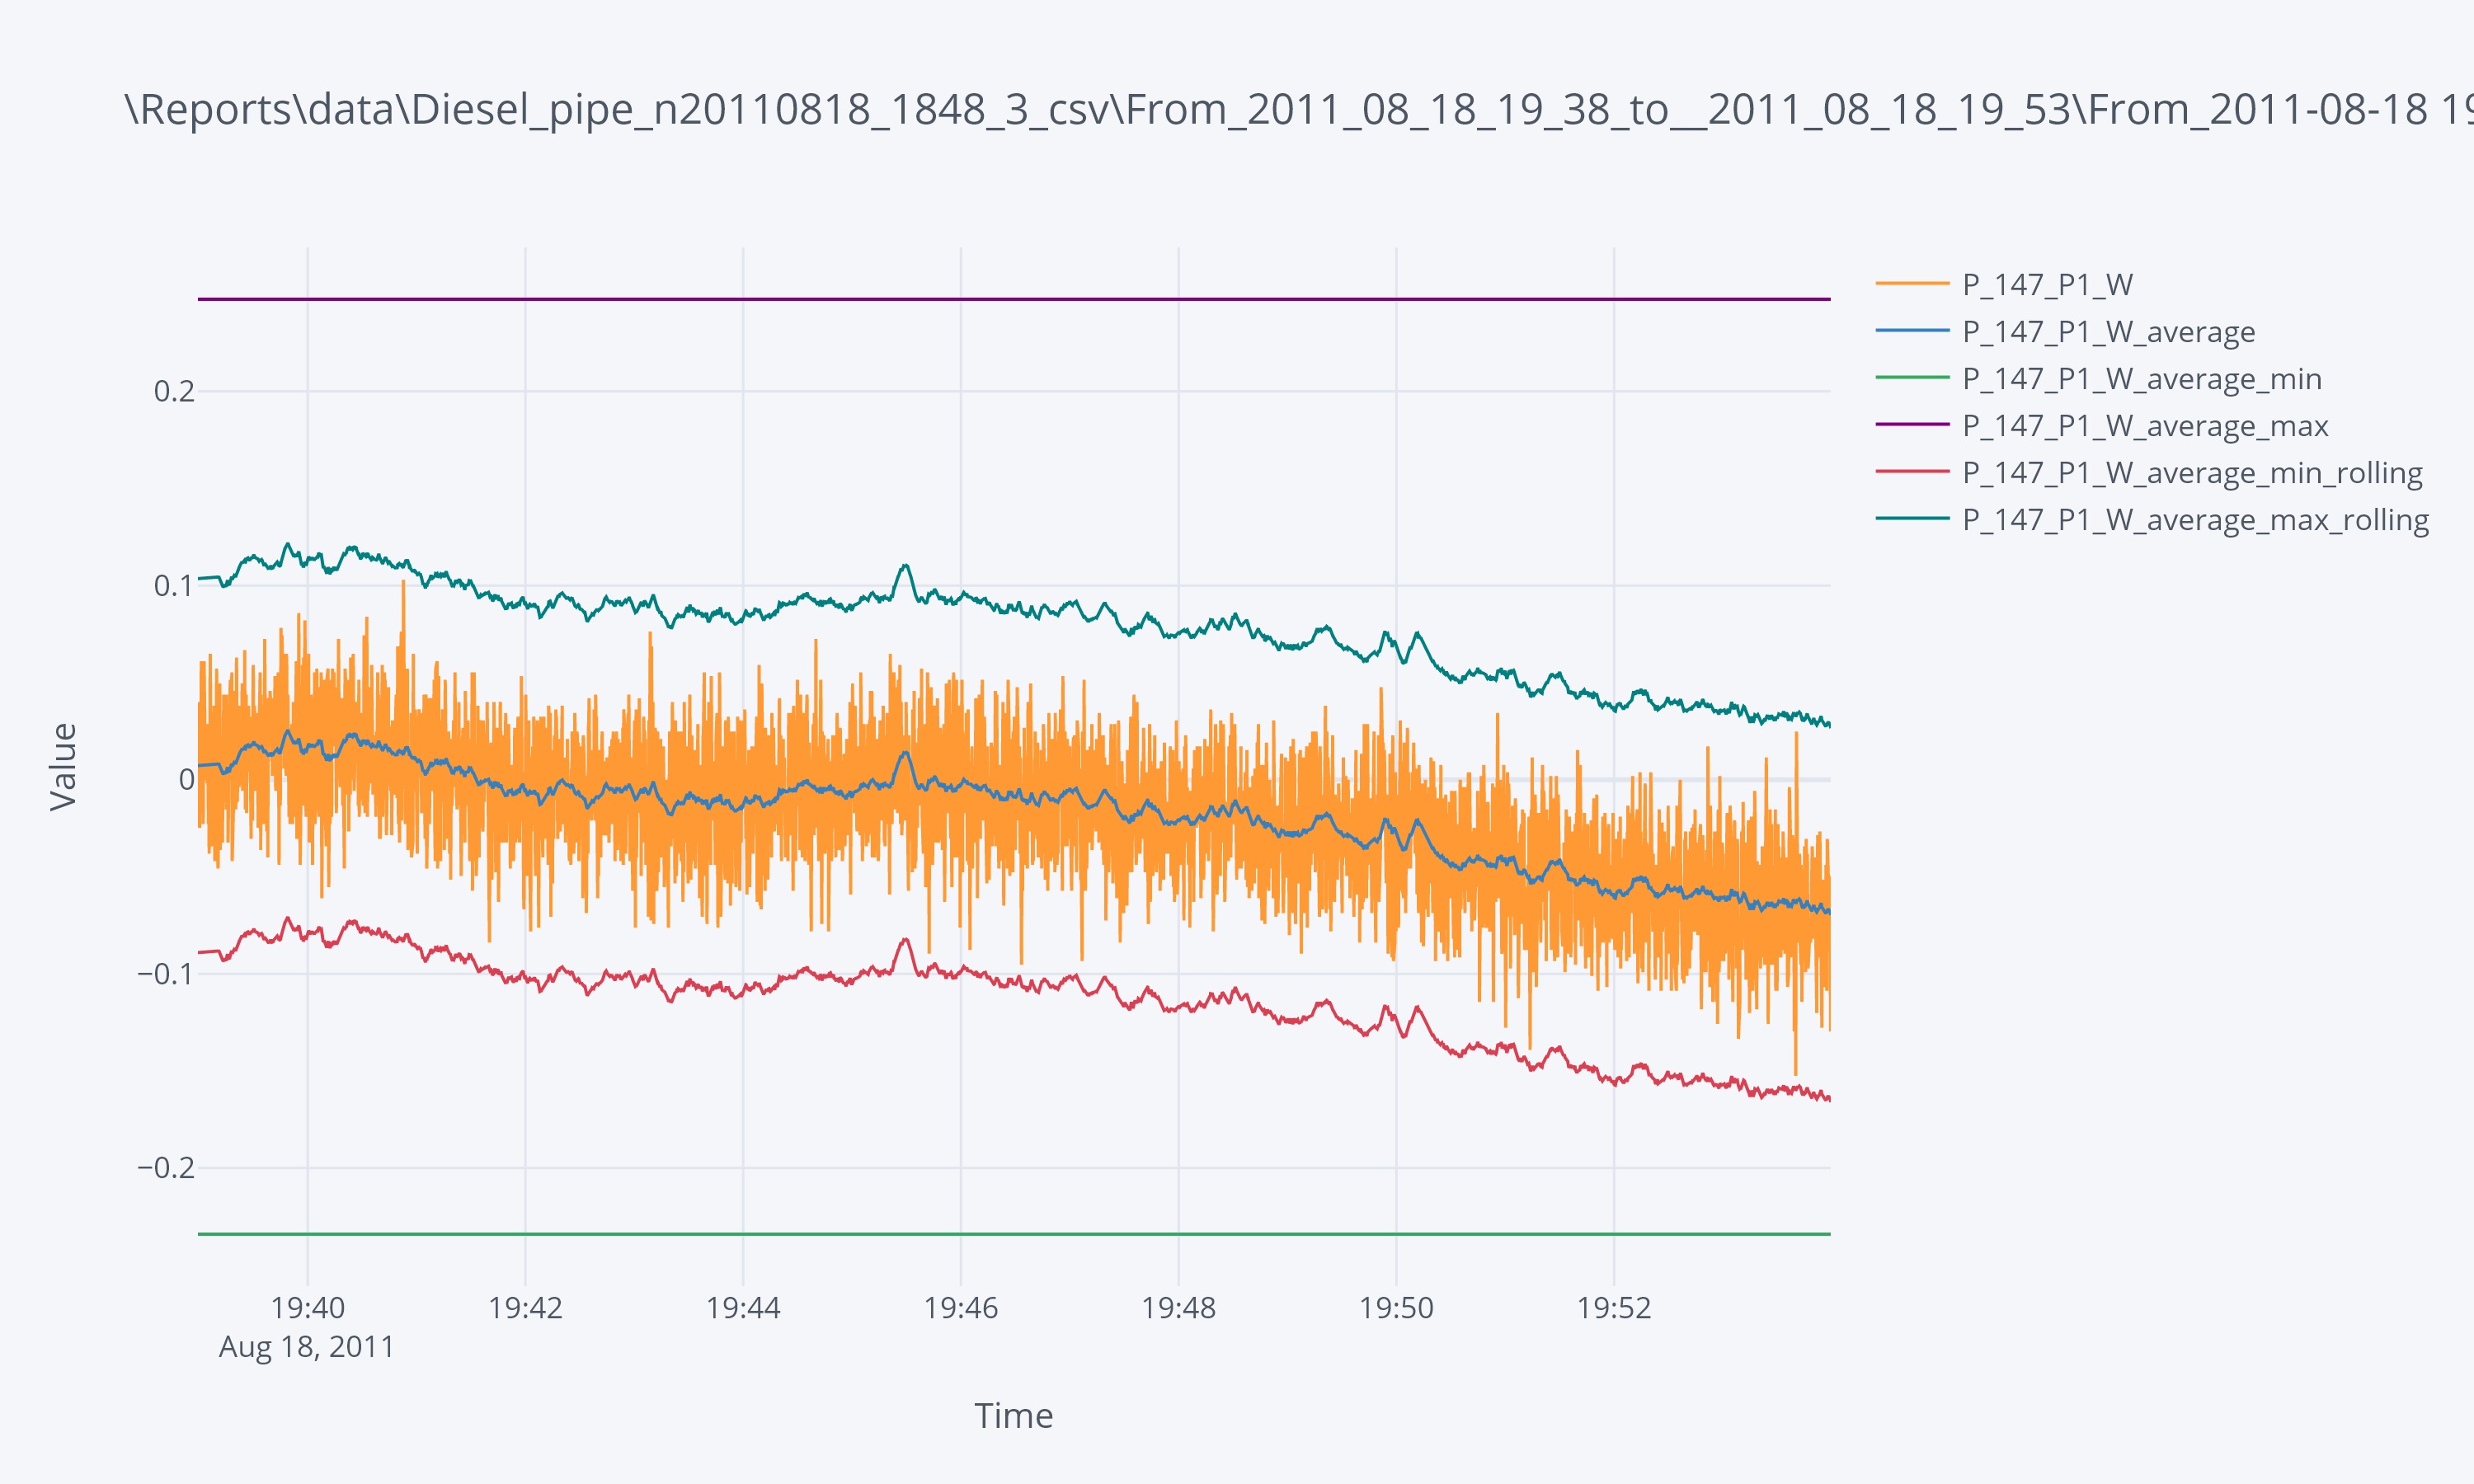 \Reports\data\Diesel_pipe_n20110818_1848_3_csv\From_2011_08_18_19_38_to__2011_08_18_19_53\From_2011-08-18 19
P_147_P1_W
P_147_P1_W_average
P_147_P1_W_average_min
P_147_P1_W_average_max
P_147_P1_W_average_min_rolling
P_147_P1_W_average_max_rolling
Value
0.2
0.1
0
−0.1
−0.2
19:40
19:42
19:44
19:46
19:48
19:50
19:52
Aug 18, 2011
Time